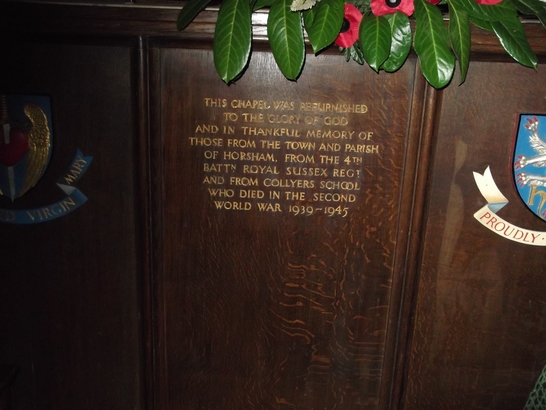 THIS CHAPEL WAS REFURNISHED
TO THE GLORY OF GOD
AND IN THANKFUL MEMORY OF
THOSE FROM THE TOWN AND PARISH
OF HORSHAM, FROM THE 4TH
BATTN ROYAL SUSSEX REGT
AND FROM COLLYERS SCHOOL
WHO DIED IN THE SECOND
WORLD WAR 1939-1945
VIRGIN MARY
PROUDLY